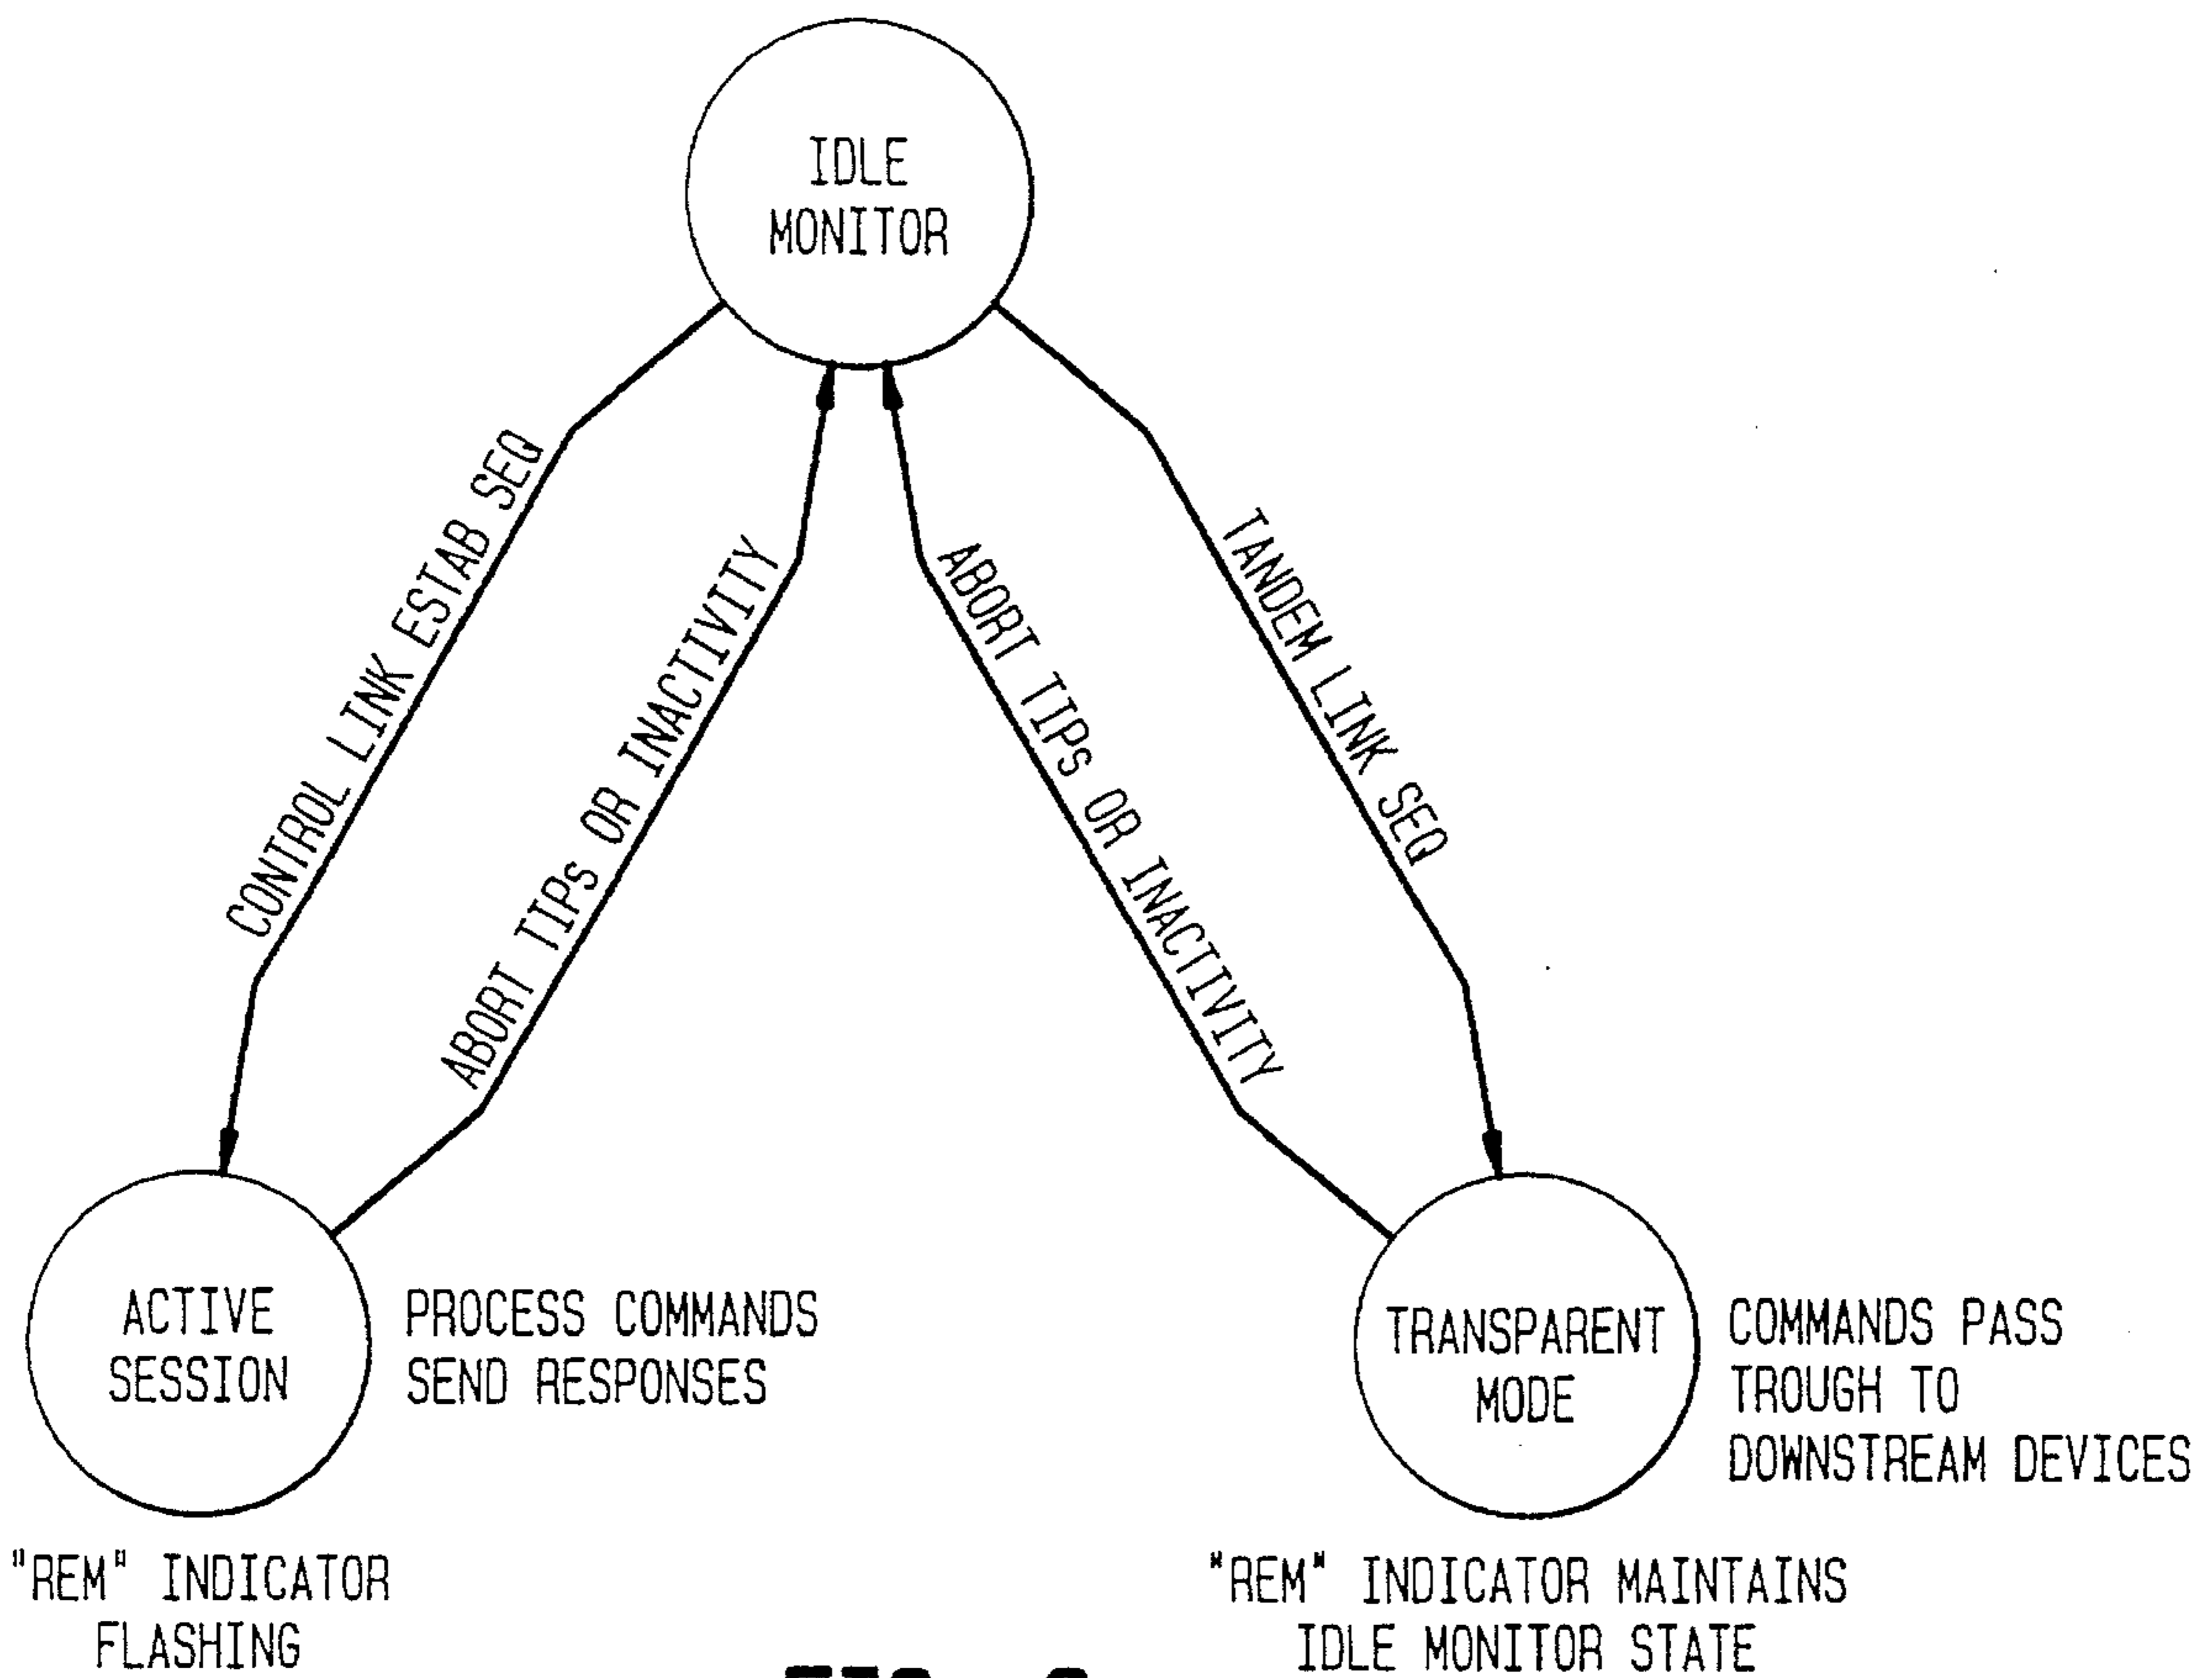 IDLE
MONITOR
CONTROL LINK ESTAB SEQ
ABORT TIPs OR INACTIVITY
ABORT TIPs OR INACTIVITY
TANDEM LINK SEQ
ACTIVE
SESSION
PROCESS COMMANDS
SEND RESPONSES
TRANSPARENT
MODE
COMMANDS PASS
TROUGH TO
DOWNSTREAM DEVICES
"REM" INDICATOR
FLASHING
"REM" INDICATOR MAINTAINS
IDLE MONITOR STATE